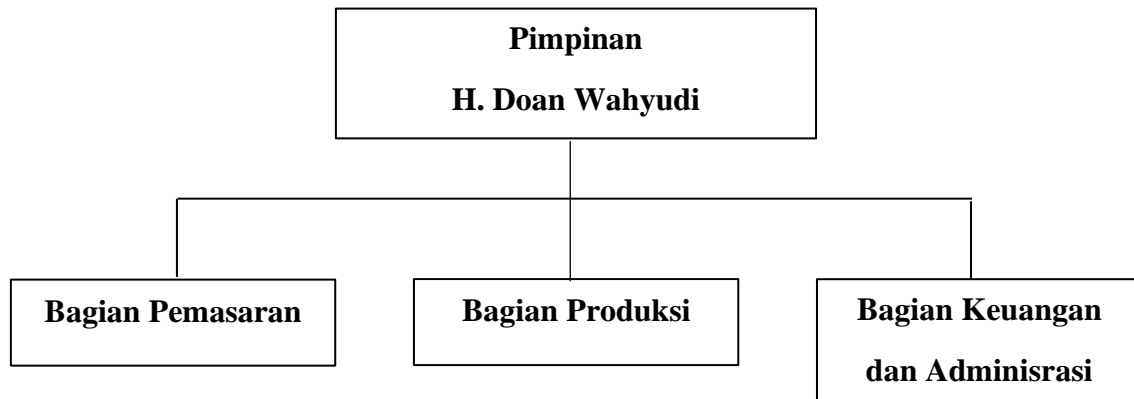 Pimpinan
H. Doan Wahyudi
Bagian Pemasaran
Bagian Produksi
Bagian Keuangan
dan Adminisrasi